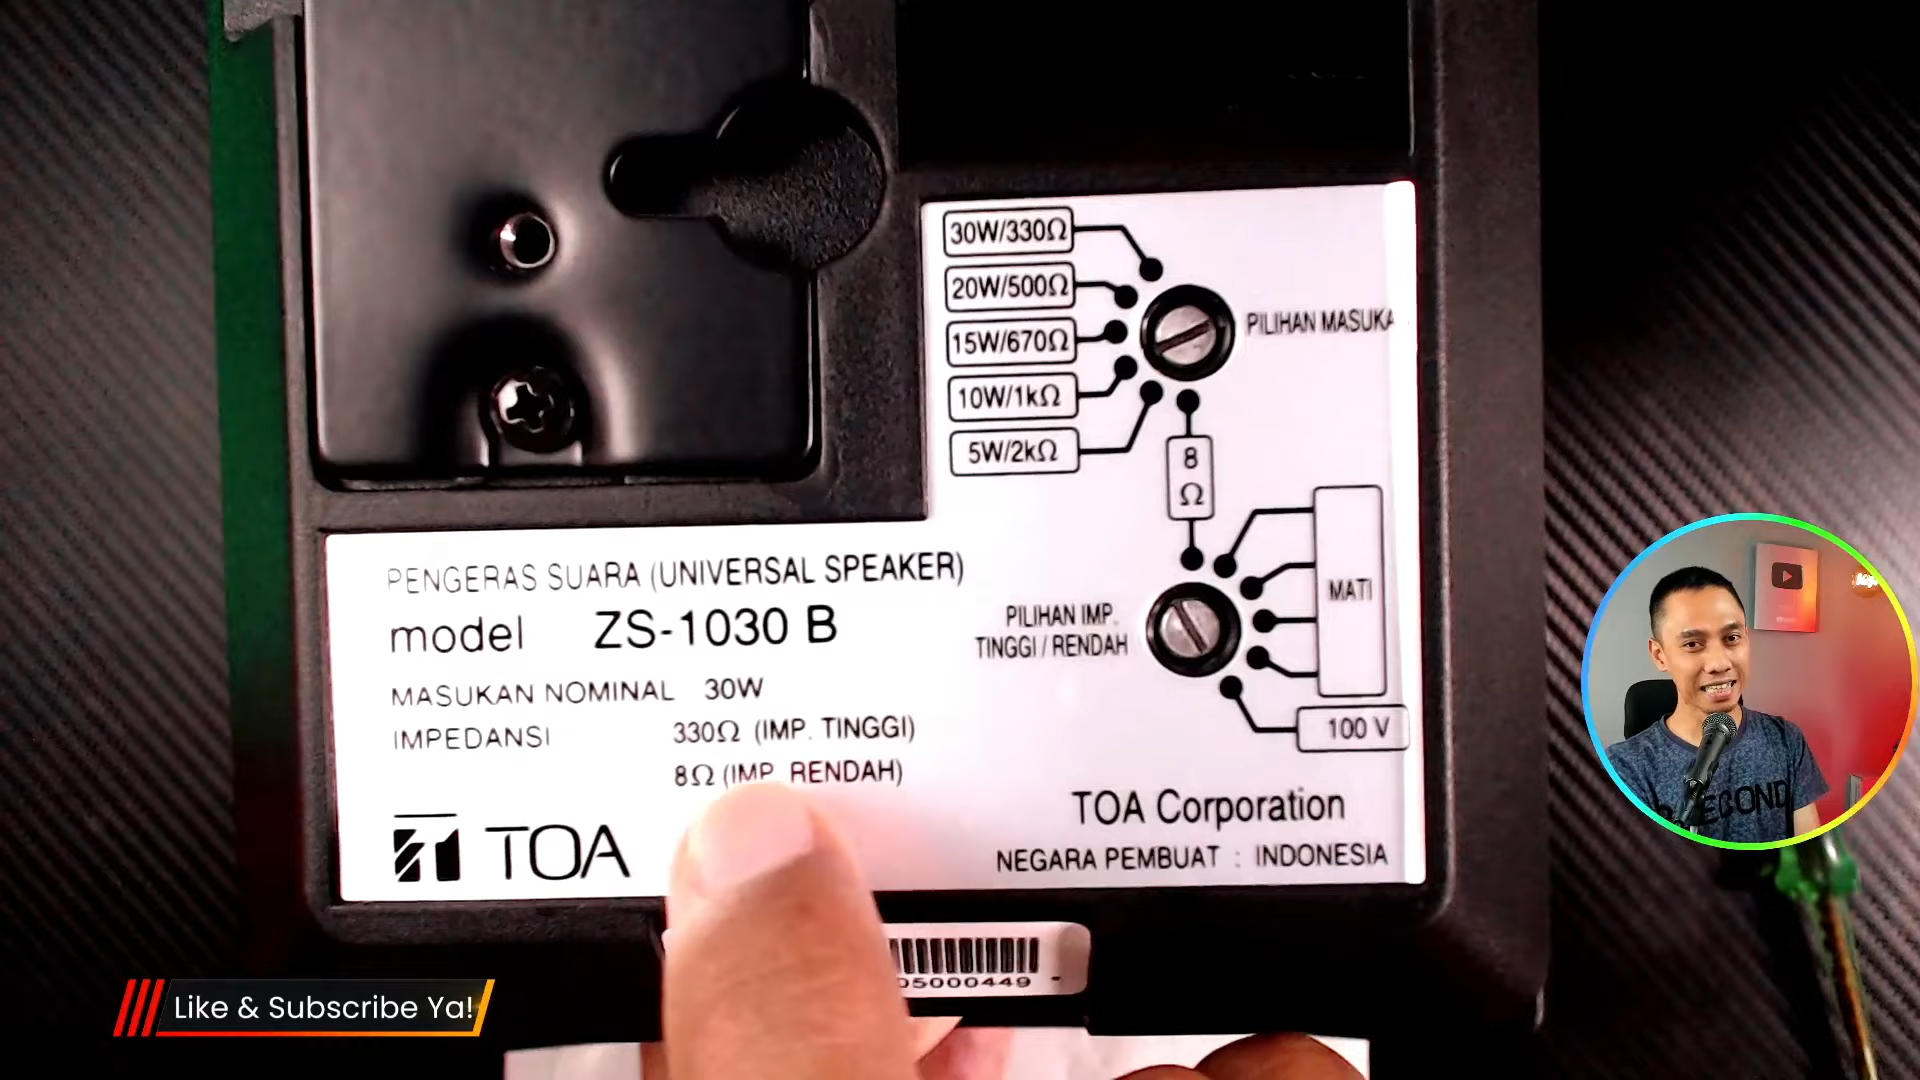 30W/330Ω
20W/500Ω
15W/670Ω
10W/1kΩ
5W/2kΩ
PILIHAN MASUKA
8
Ω
MATI
PILIHAN IMP.
TINGGI / RENDAH
100 V
PENGERAS SUARA (UNIVERSAL SPEAKER)
model ZS-1030 B
MASUKAN NOMINAL 30W
IMPEDANSI 330Ω (IMP. TINGGI)
8Ω (IMP. RENDAH)
TOA
TOA Corporation
NEGARA PEMBUAT : INDONESIA
05000449
Like & Subscribe Ya!
SECOND